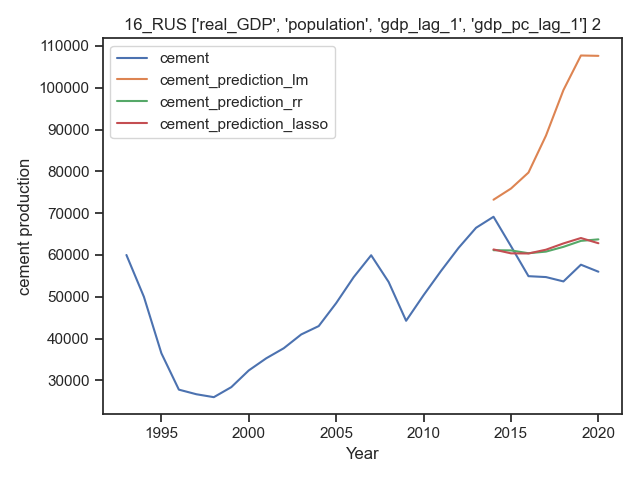 16_RUS ['real_GDP', 'population', 'gdp_lag_1', 'gdp_pc_lag_1'] 2
cement
cement_prediction_lm
cement_prediction_rr
cement_prediction_lasso
110000
100000
90000
80000
70000
60000
50000
40000
30000
cement production
1995
2000
2005
2010
2015
2020
Year